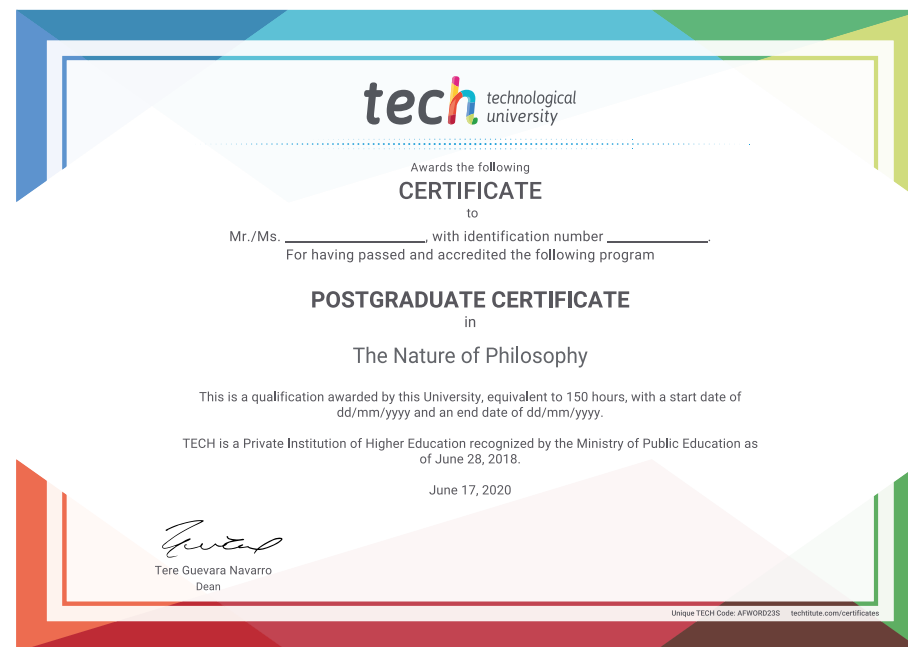 tech technological
university
Awards the following
CERTIFICATE
to
Mr./Ms. ____________________, with identification number ______________.
For having passed and accredited the following program
POSTGRADUATE CERTIFICATE
in
The Nature of Philosophy
This is a qualification awarded by this University, equivalent to 150 hours, with a start date of
dd/mm/yyyy and an end date of dd/mm/yyyy.
TECH is a Private Institution of Higher Education recognized by the Ministry of Public Education as
of June 28, 2018.
June 17, 2020
Tere Guevara Navarro
Dean
Unique TECH Code: AFWORD23S techtitute.com/certificates